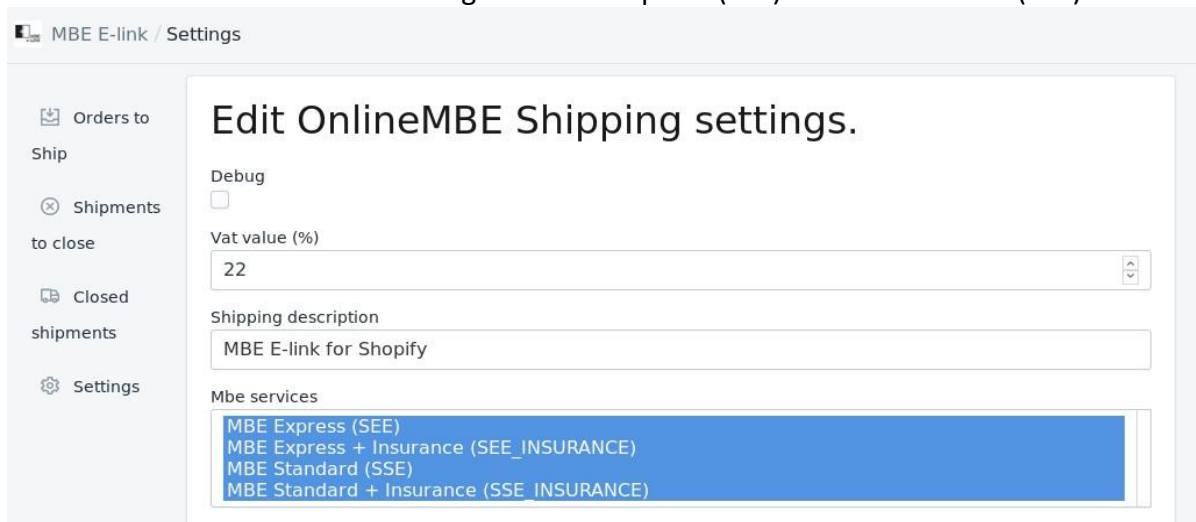 MBE E-link / Settings
Orders to
Ship
Shipments
to close
Closed
shipments
Settings
Edit OnlineMBE Shipping settings.
Debug
Vat value (%)
22
Shipping description
MBE E-link for Shopify
Mbe services
MBE Express (SEE)
MBE Express + Insurance (SEE_INSURANCE)
MBE Standard (SSE)
MBE Standard + Insurance (SSE_INSURANCE)